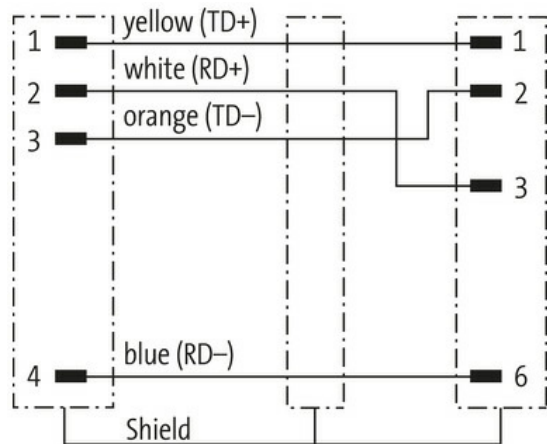 yellow (TD+)
1 1
white (RD+)
2 2
orange (TD–)
3
3
blue (RD–)
4 6
Shield